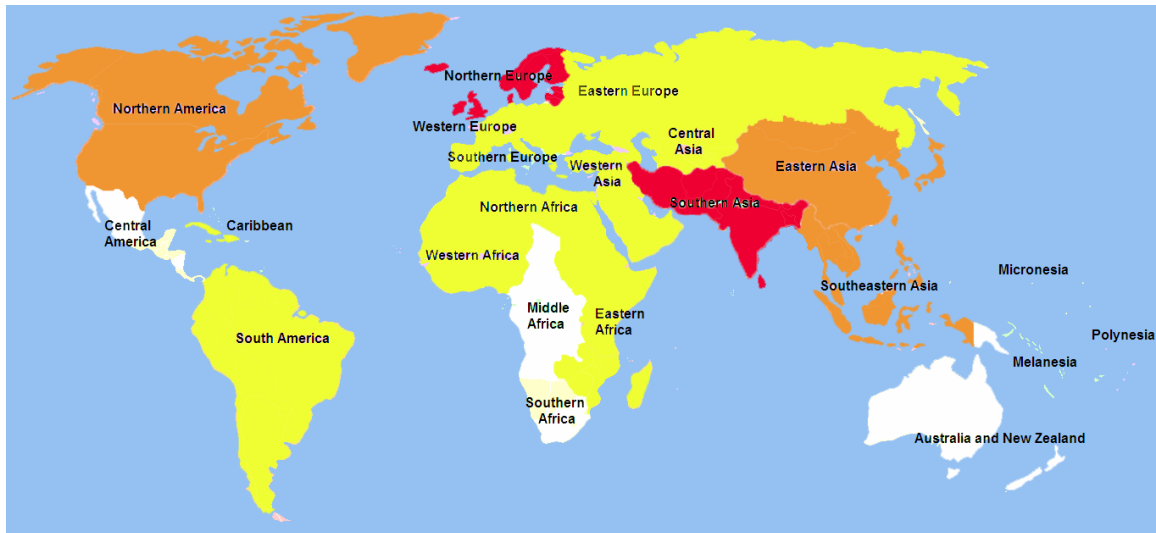 Northern Europe
Eastern Europe
Northern America
Western Europe
Central
Asia
Southern Europe
Western
Asia
Eastern Asia
Southern Asia
Northern Africa
Central
America
Caribbean
Western Africa
Southeastern Asia
Micronesia
Middle
Africa
Eastern
Africa
South America
Polynesia
Melanesia
Southern
Africa
Australia and New Zealand